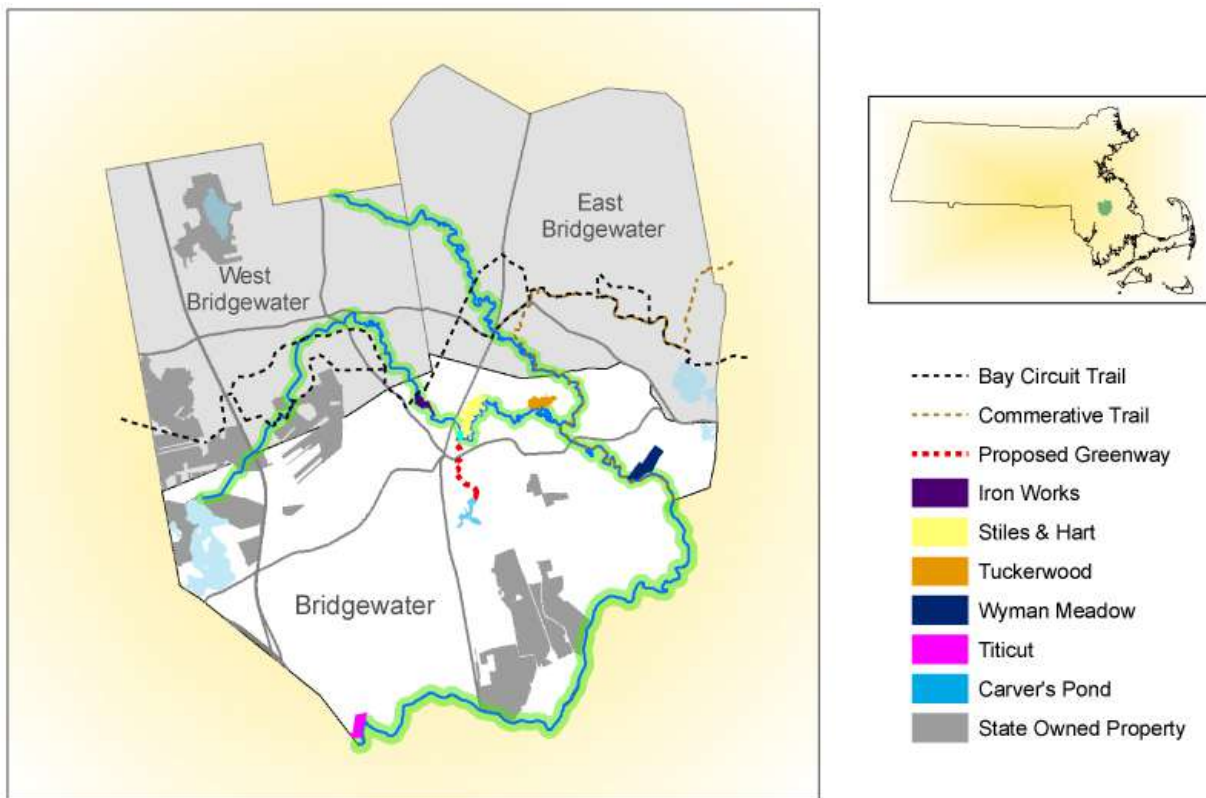 East
Bridgewater
West
Bridgewater
Bridgewater
Bay Circuit Trail
Commerative Trail
Proposed Greenway
Iron Works
Stiles & Hart
Tuckerwood
Wyman Meadow
Titicut
Carver's Pond
State Owned Property